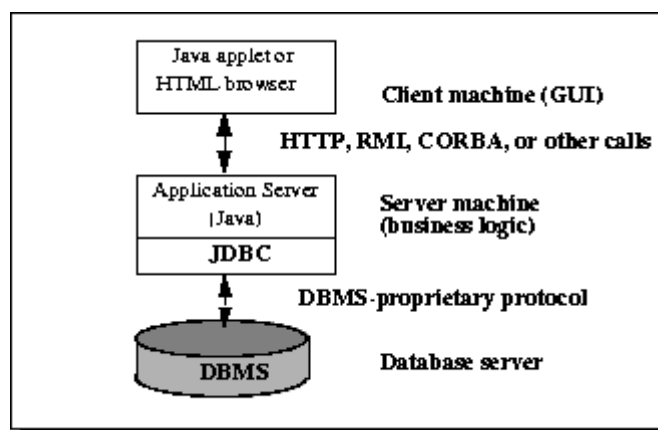 Java applet or
HTML browser
Client machine (GUI)
HTTP, RMI, CORBA, or other calls
Application Server
(Java)
Server machine
(business logic)
JDBC
DBMS-proprietary protocol
DBMS
Database server